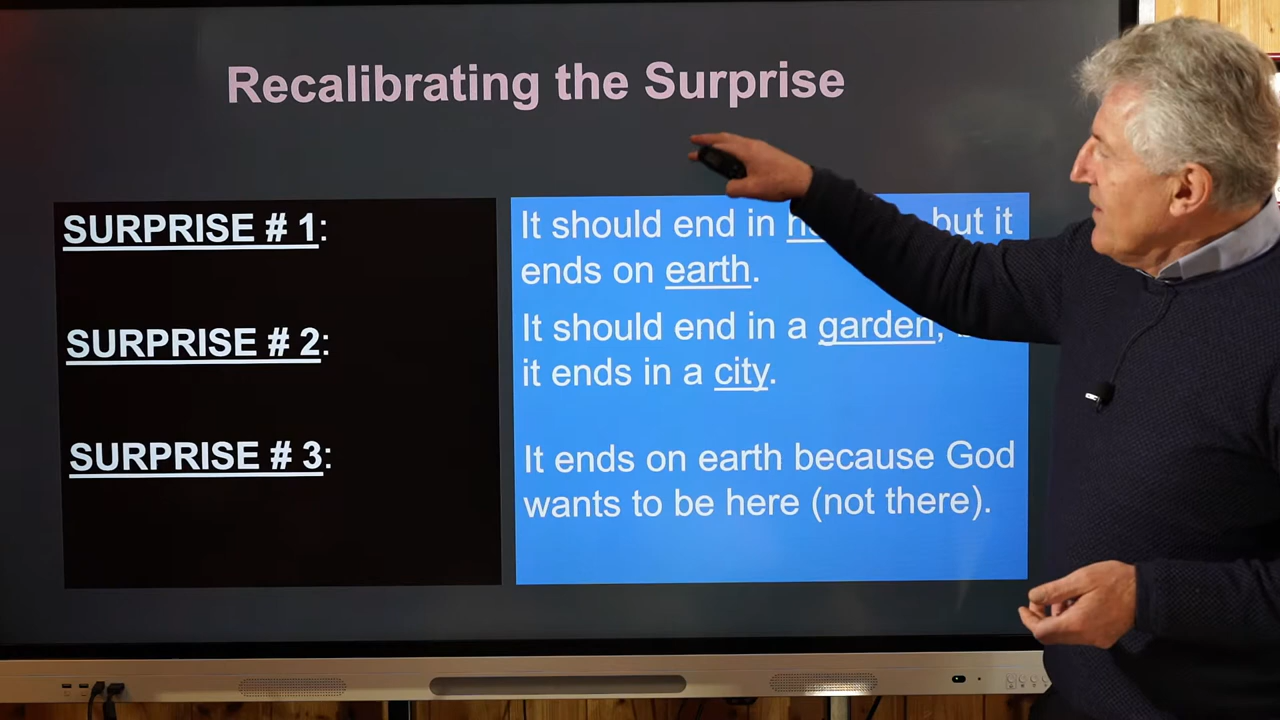 Recalibrating the Surprise
SURPRISE # 1:
It should end in but it
ends on earth.
SURPRISE # 2:
It should end in a garden,
it ends in a city.
SURPRISE # 3:
It ends on earth because God
wants to be here (not there).